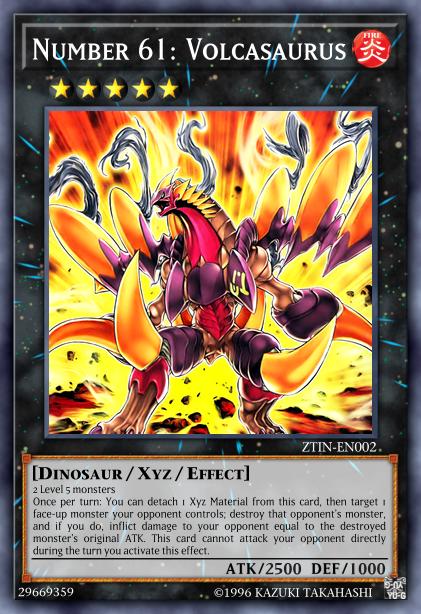 Number 61: Volcasaurus
FIRE
炎
61
ZTIN-EN002
[Dinosaur / Xyz / Effect]
2 Level 5 monsters
Once per turn: You can detach 1 Xyz Material from this card, then target 1
face-up monster your opponent controls; destroy that opponent's monster,
and if you do, inflict damage to your opponent equal to the destroyed
monster's original ATK. This card cannot attack your opponent directly
during the turn you activate this effect.
ATK/2500 DEF/1000
29669359
©1996 KAZUKI TAKAHASHI